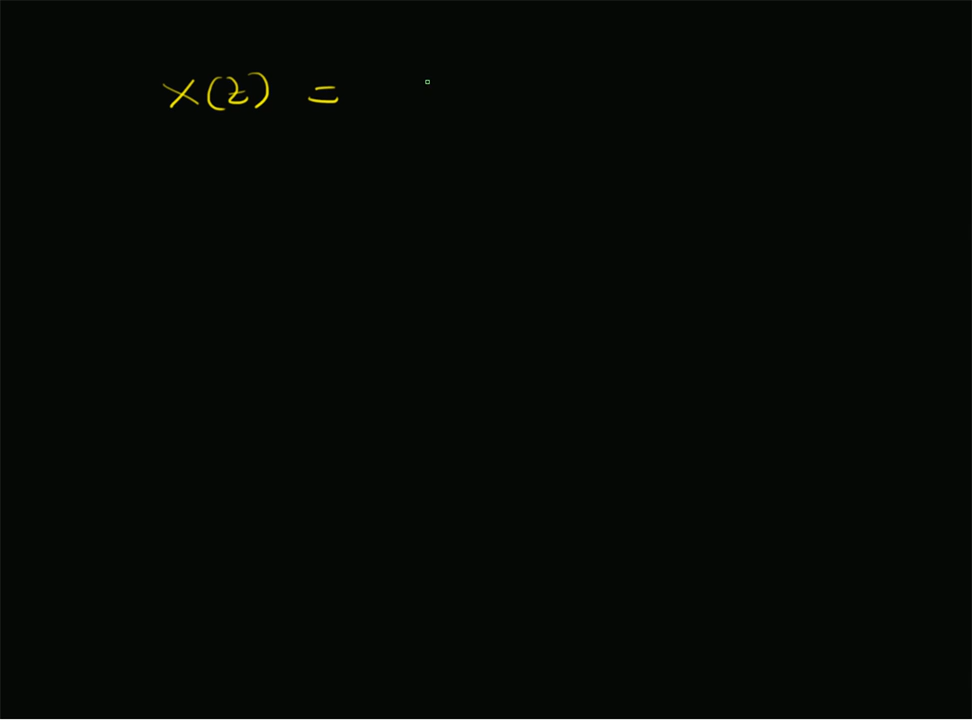 X(z) =